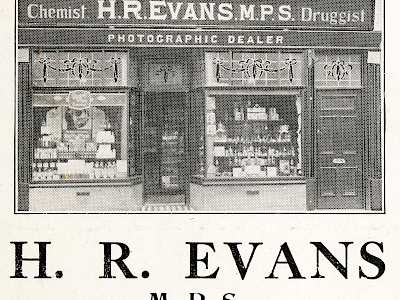 Chemist H.R.EVANS.M.P.S. Druggist
PHOTOGRAPHIC DEALER
H. R. EVANS
M.P.S.